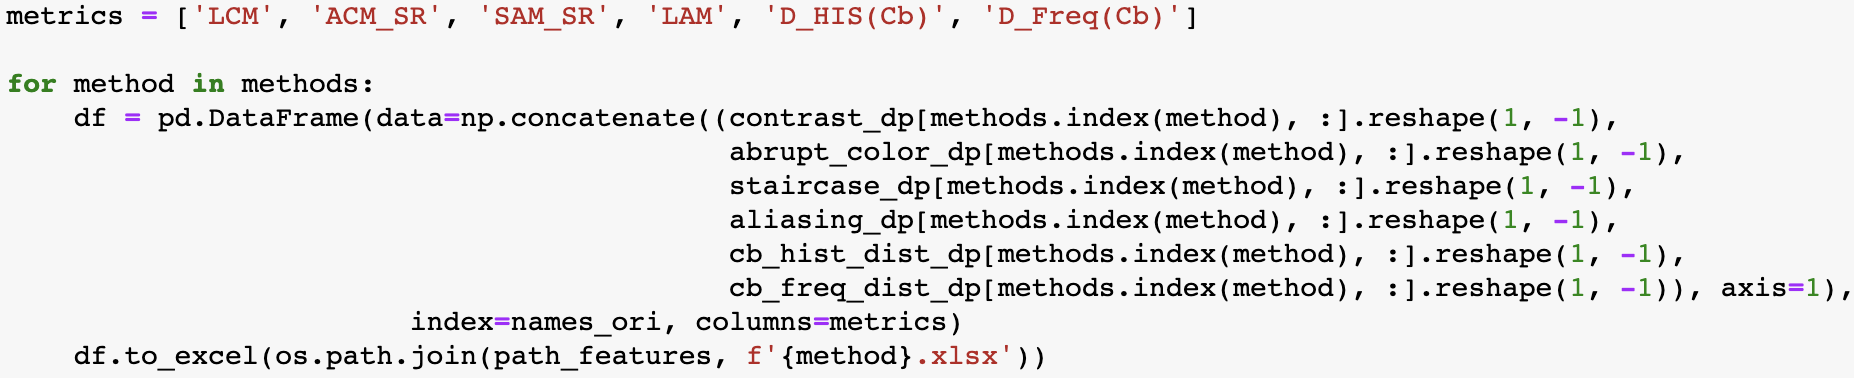 metrics = ['LCM', 'ACM_SR', 'SAM_SR', 'LAM', 'D_HIS(Cb)', 'D_Freq(Cb)']
for method in methods:
    df = pd.DataFrame(data=np.concatenate((contrast_dp[methods.index(method), :].reshape(1, -1),
                                           abrupt_color_dp[methods.index(method), :].reshape(1, -1),
                                           staircase_dp[methods.index(method), :].reshape(1, -1),
                                           aliasing_dp[methods.index(method), :].reshape(1, -1),
                                           cb_hist_dist_dp[methods.index(method), :].reshape(1, -1),
                                           cb_freq_dist_dp[methods.index(method), :].reshape(1, -1)), axis=1),
                        index=names_ori, columns=metrics)
    df.to_excel(os.path.join(path_features, f'{method}.xlsx'))